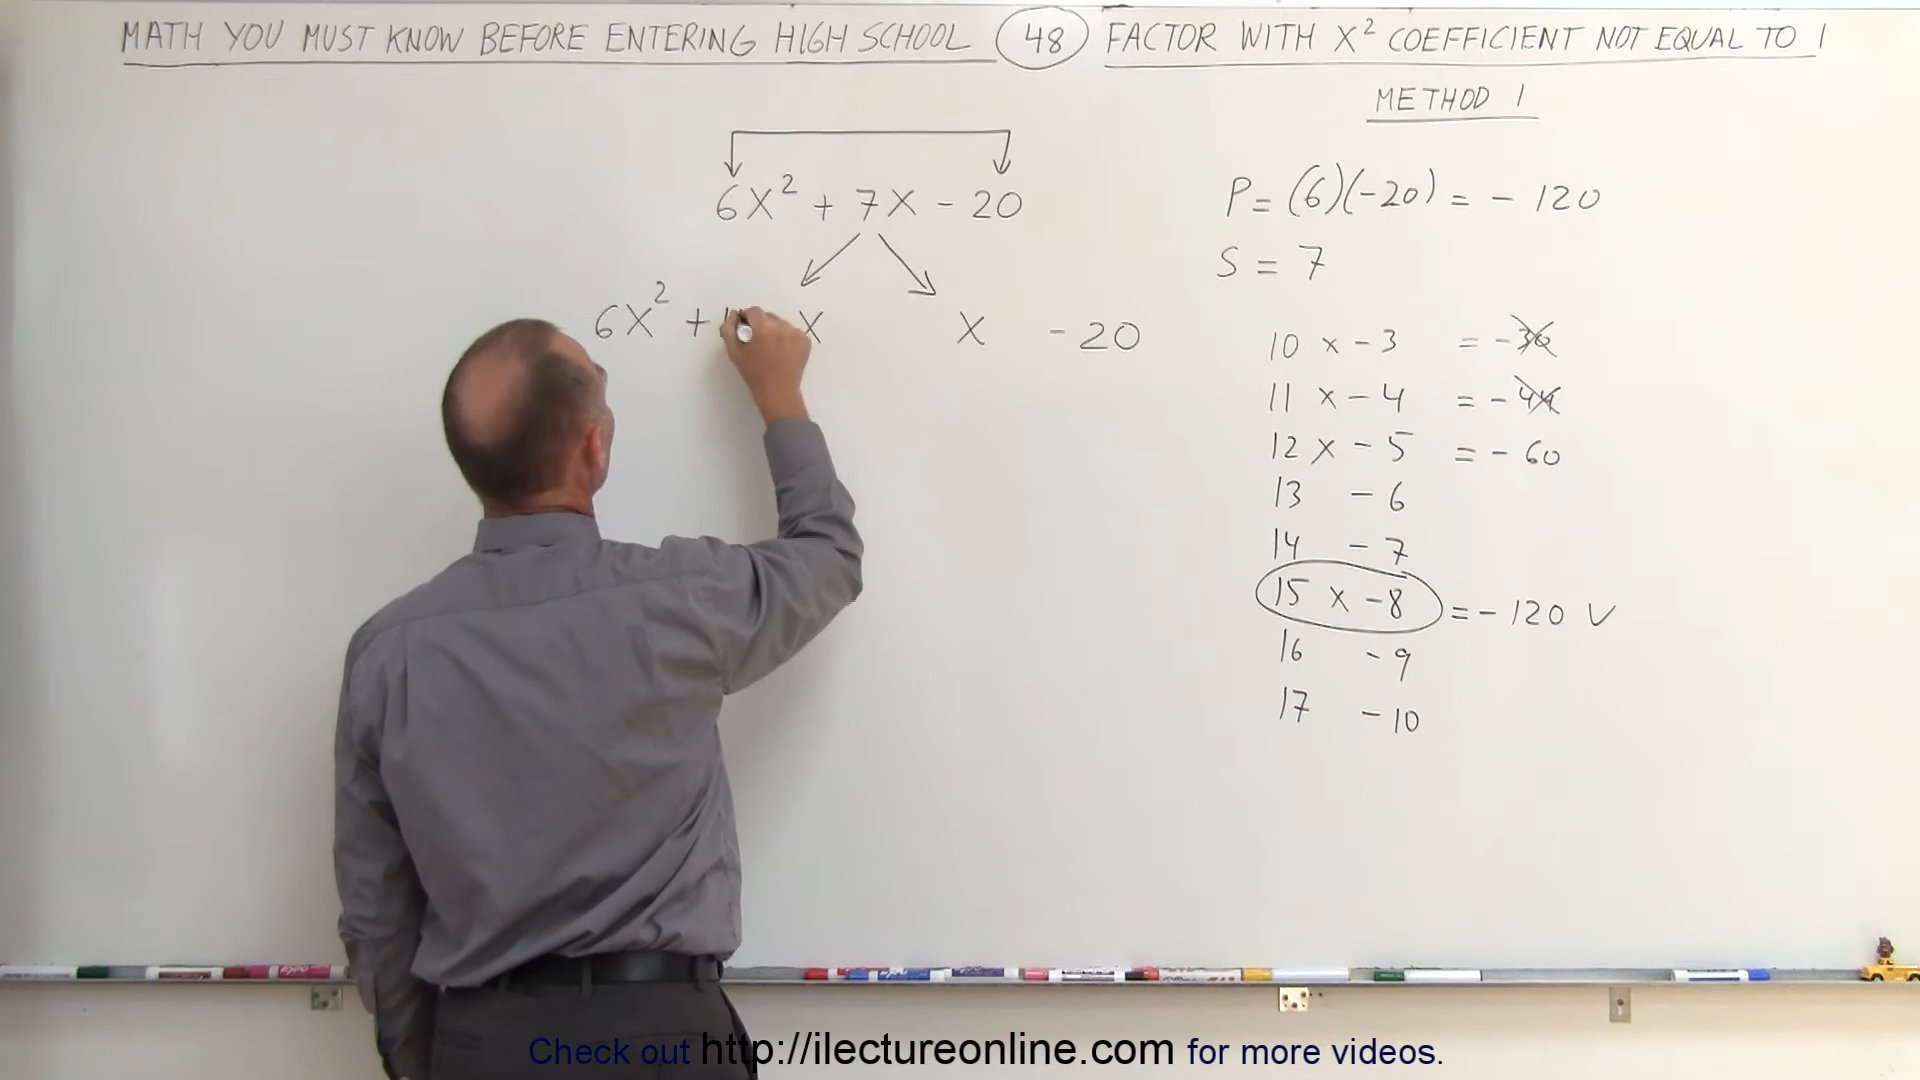 MATH YOU MUST KNOW BEFORE ENTERING HIGH SCHOOL 48 FACTOR WITH X² COEFFICIENT NOT EQUAL TO 1
METHOD 1
6X² + 7X - 20
6X² + X X - 20
P = (6)(-20) = - 120
S = 7
10 x - 3 = - 30
11 x - 4 = - 44
12 x - 5 = - 60
13 - 6
14 - 7
15 x - 8 = - 120 V
16 - 9
17 - 10
Check out http://ilectureonline.com for more videos.